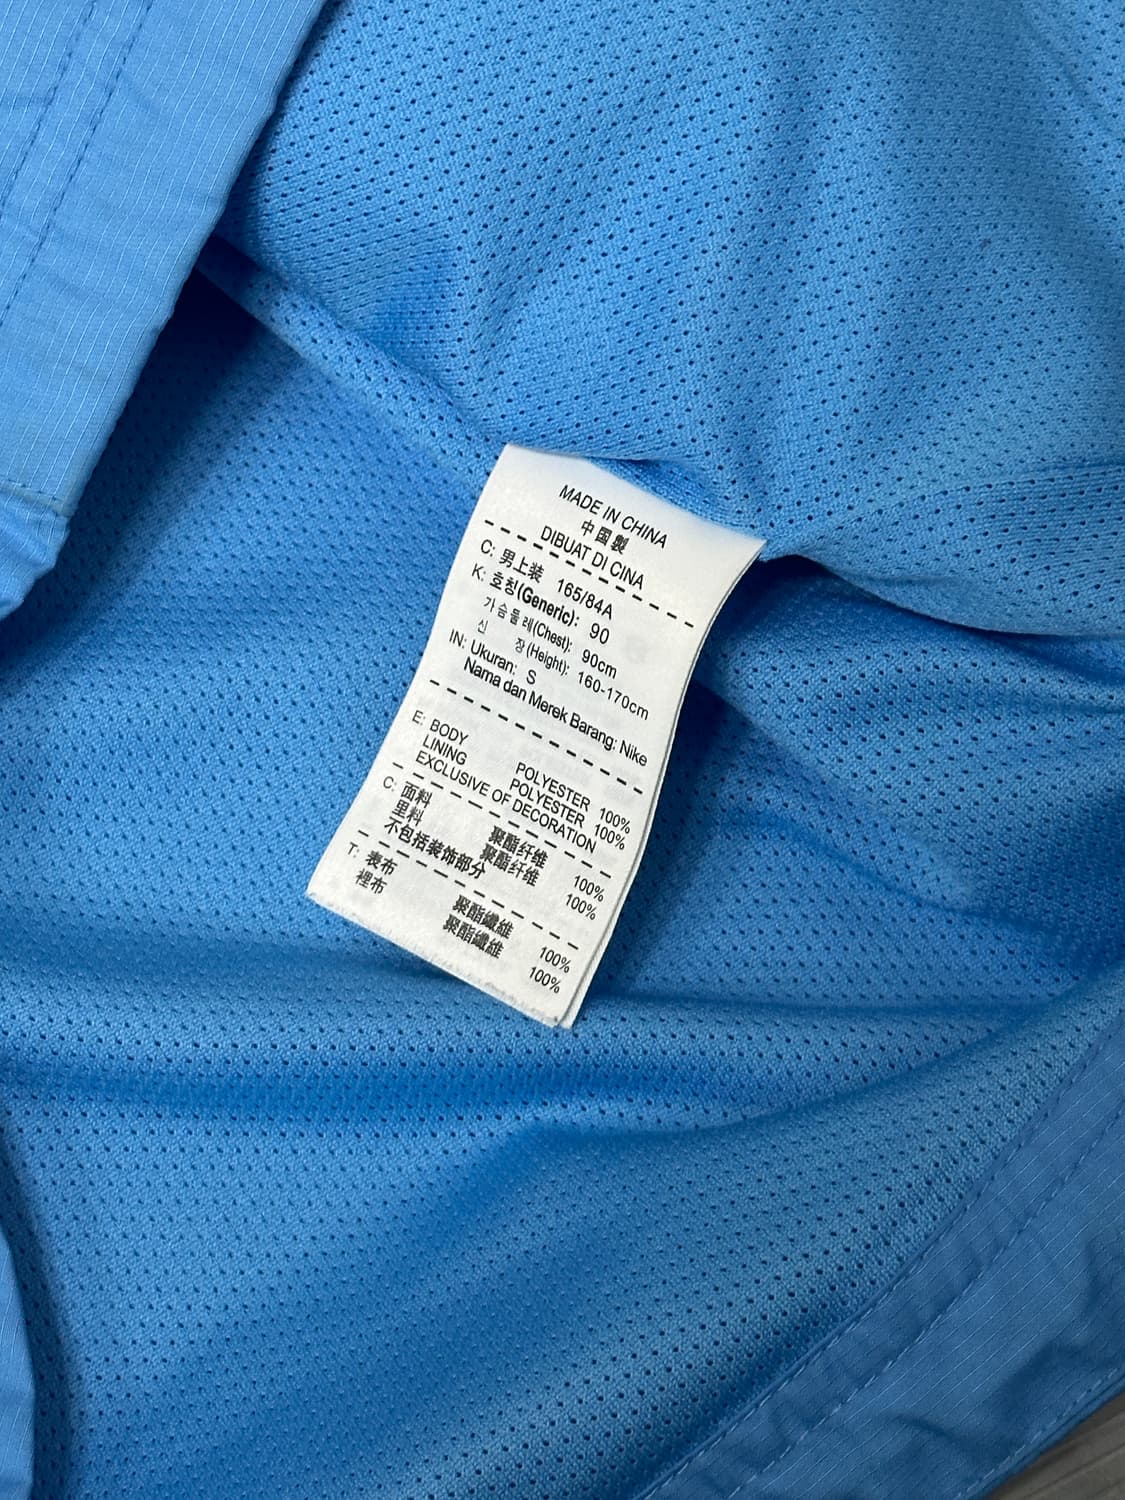 MADE IN CHINA
中國製
DIBUAT DI CINA
C: 男上装 165/84A
K: 호칭(Generic): 90
가슴둘레(Chest): 90cm
신 장(Height): 160-170cm
IN: Ukuran: S
Nama dan Merek Barang: Nike
E: BODY POLYESTER 100%
LINING POLYESTER 100%
EXCLUSIVE OF DECORATION
C: 面料 聚酯纤维 100%
里料 聚酯纤维 100%
不包括装饰部分
T: 表布 聚酯纖維 100%
裡布 聚酯纖維 100%